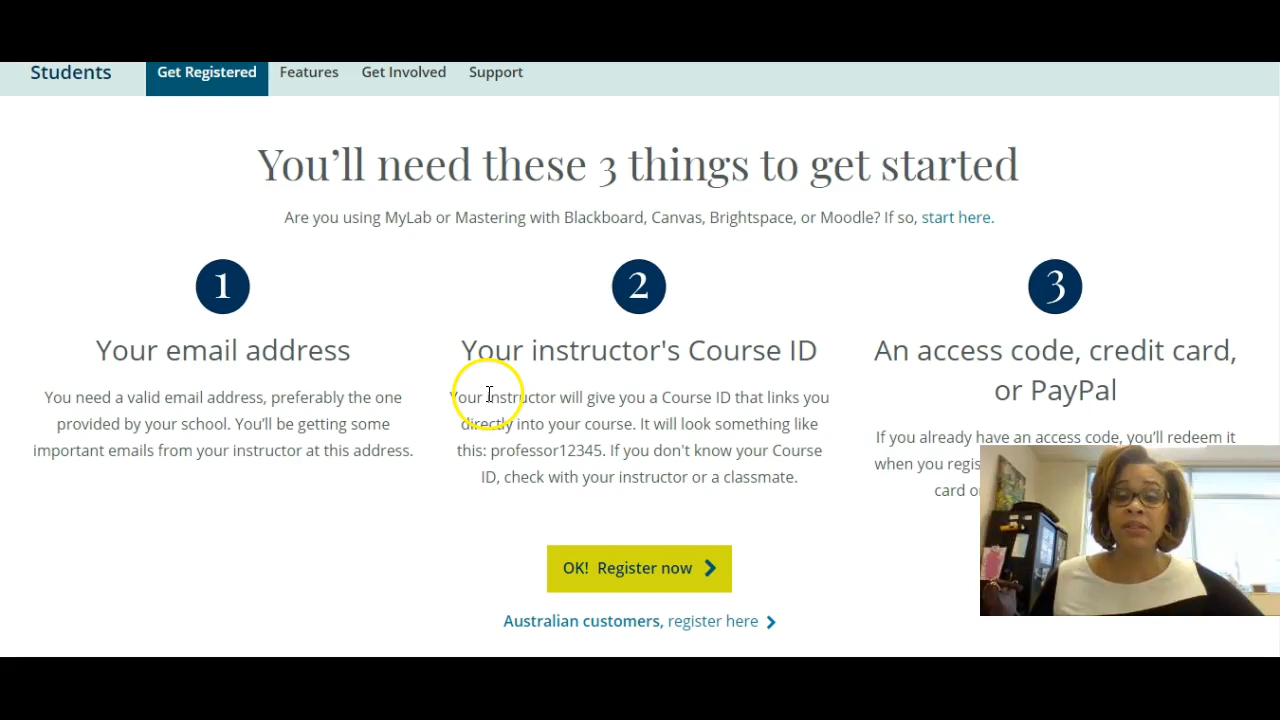 Students
Get Registered
Features
Get Involved
Support
You’ll need these 3 things to get started
Are you using MyLab or Mastering with Blackboard, Canvas, Brightspace, or Moodle? If so, start here.
1
Your email address
You need a valid email address, preferably the one
provided by your school. You’ll be getting some
important emails from your instructor at this address.
2
Your instructor's Course ID
Your instructor will give you a Course ID that links you
directly into your course. It will look something like
this: professor12345. If you don't know your Course
ID, check with your instructor or a classmate.
3
An access code, credit card,
or PayPal
If you already have an access code, you’ll redeem it
when you
card
OK! Register now
Australian customers, register here